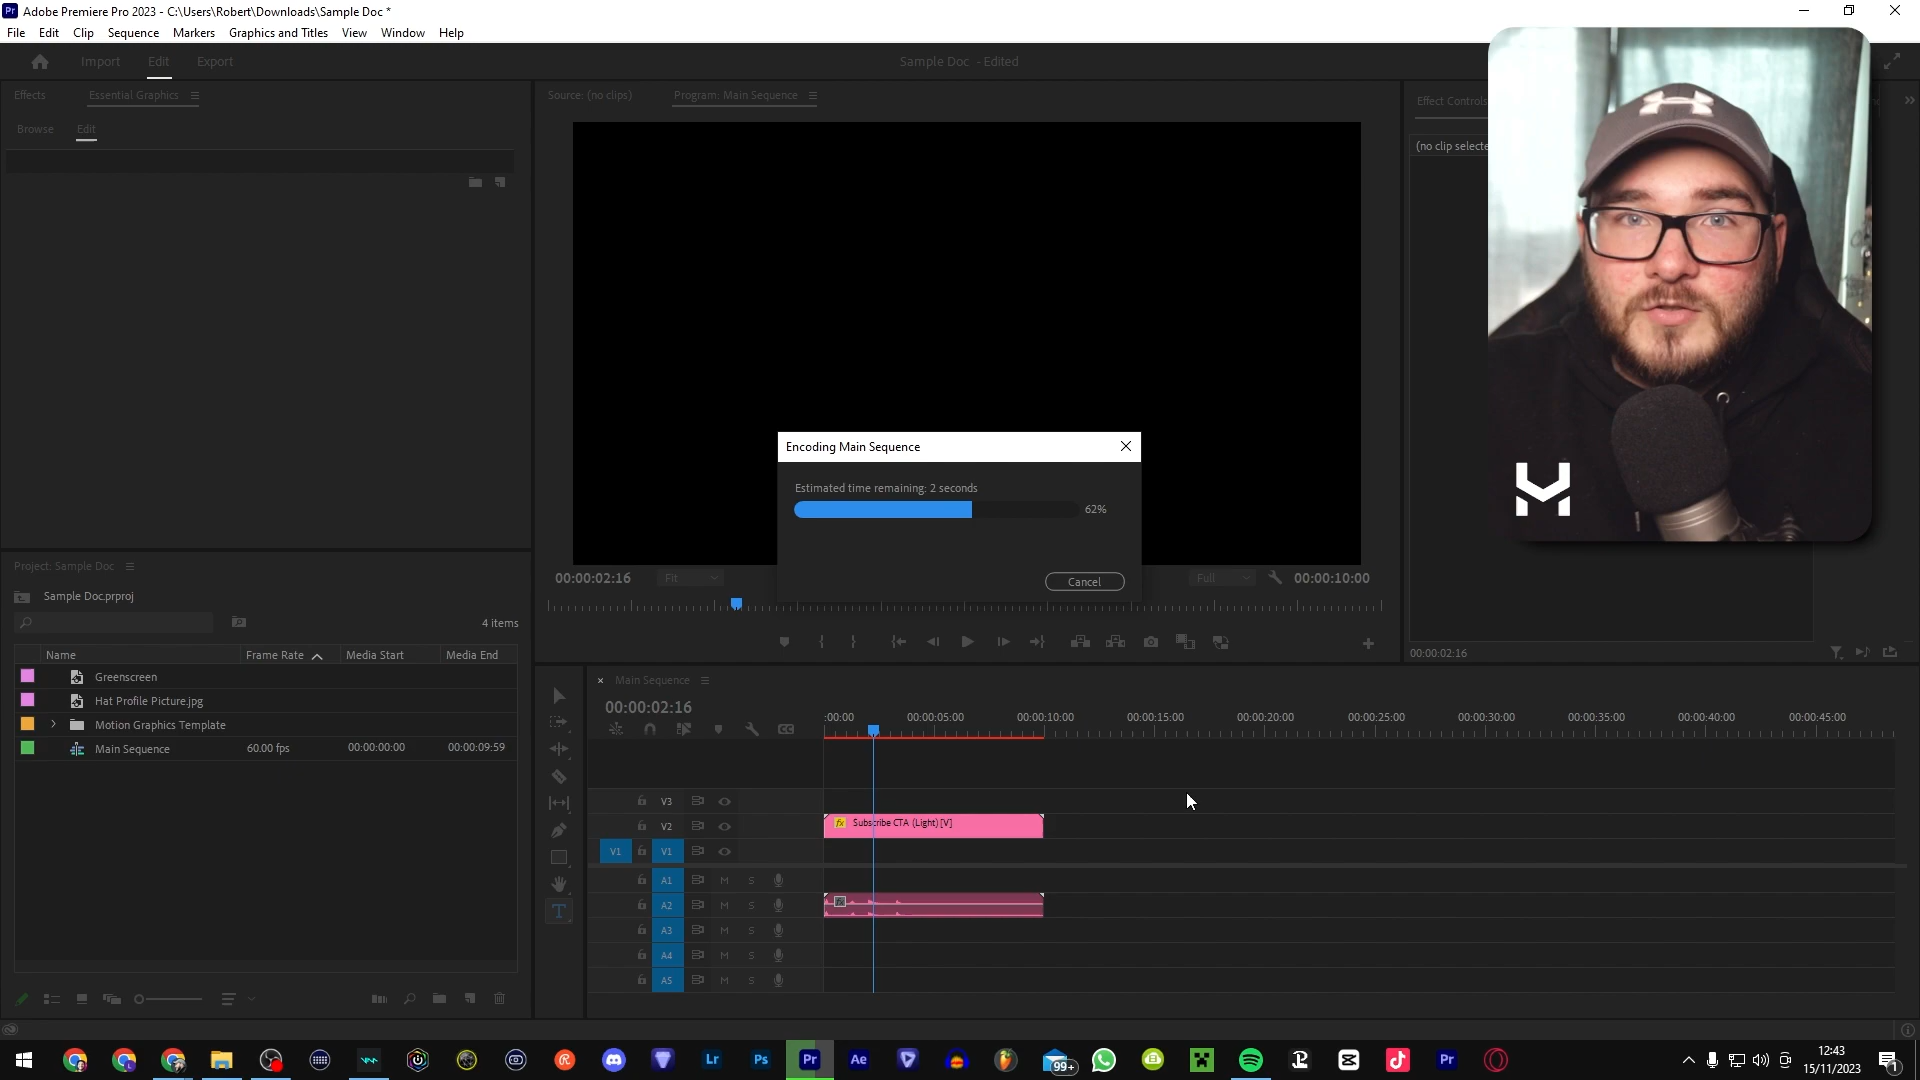 Adobe Premiere Pro 2023 - C:\Users\Robert\Downloads\Sample Doc *
File Edit Clip Sequence Markers Graphics and Titles View Window Help
Import Edit Export
Sample Doc - Edited
Effects Essential Graphics
Source: (no clips) Program: Main Sequence
Effect Controls
Browse Edit
(no clip selecte
Encoding Main Sequence
Estimated time remaining: 2 seconds
62%
Cancel
00:00:02:16 Fit Full 00:00:10:00
Project: Sample Doc
Sample Doc.prproj
4 items
Name Frame Rate Media Start Media End
Greenscreen
Hat Profile Picture.jpg
Motion Graphics Template
Main Sequence 60.00 fps 00:00:00:00 00:00:09:59
00:00:02:16
Main Sequence
00:00:02:16
:00:00 00:00:05:00 00:00:10:00 00:00:15:00 00:00:20:00 00:00:25:00 00:00:30:00 00:00:35:00 00:00:40:00 00:00:45:00
V3
V2 Subscribe CTA (Light) [V]
V1 V1
A1 M S
A2 M S
A3 M S
A4 M S
A5 M S
Lr Ps Pr Ae 99+ Pr
12:43
15/11/2023
1